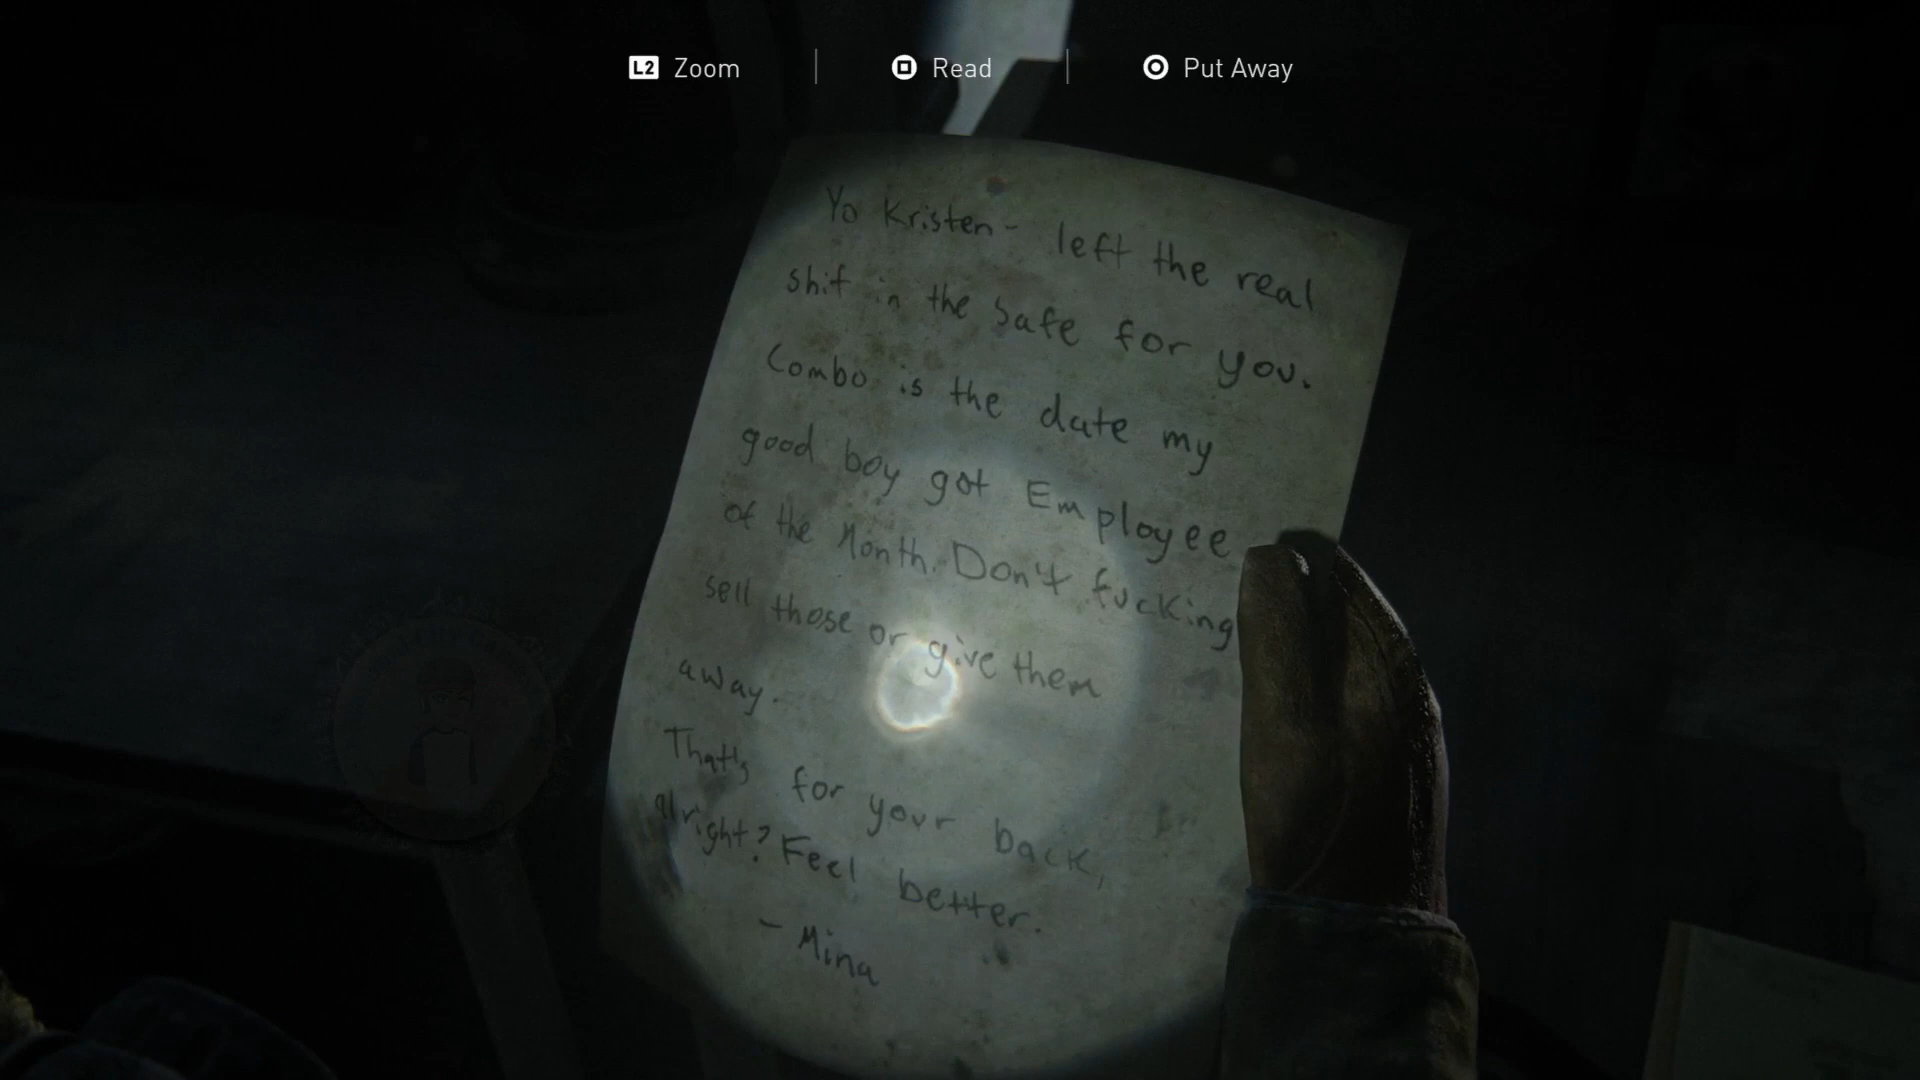 L2 Zoom | Read | Put Away
Yo Kristen- left the real
shit in the safe for you.
Combo is the date my
good boy got Employee
of the Month. Don't fucking
sell those or give them
away.
That's for your back,
alright? Feel better.
- Mina